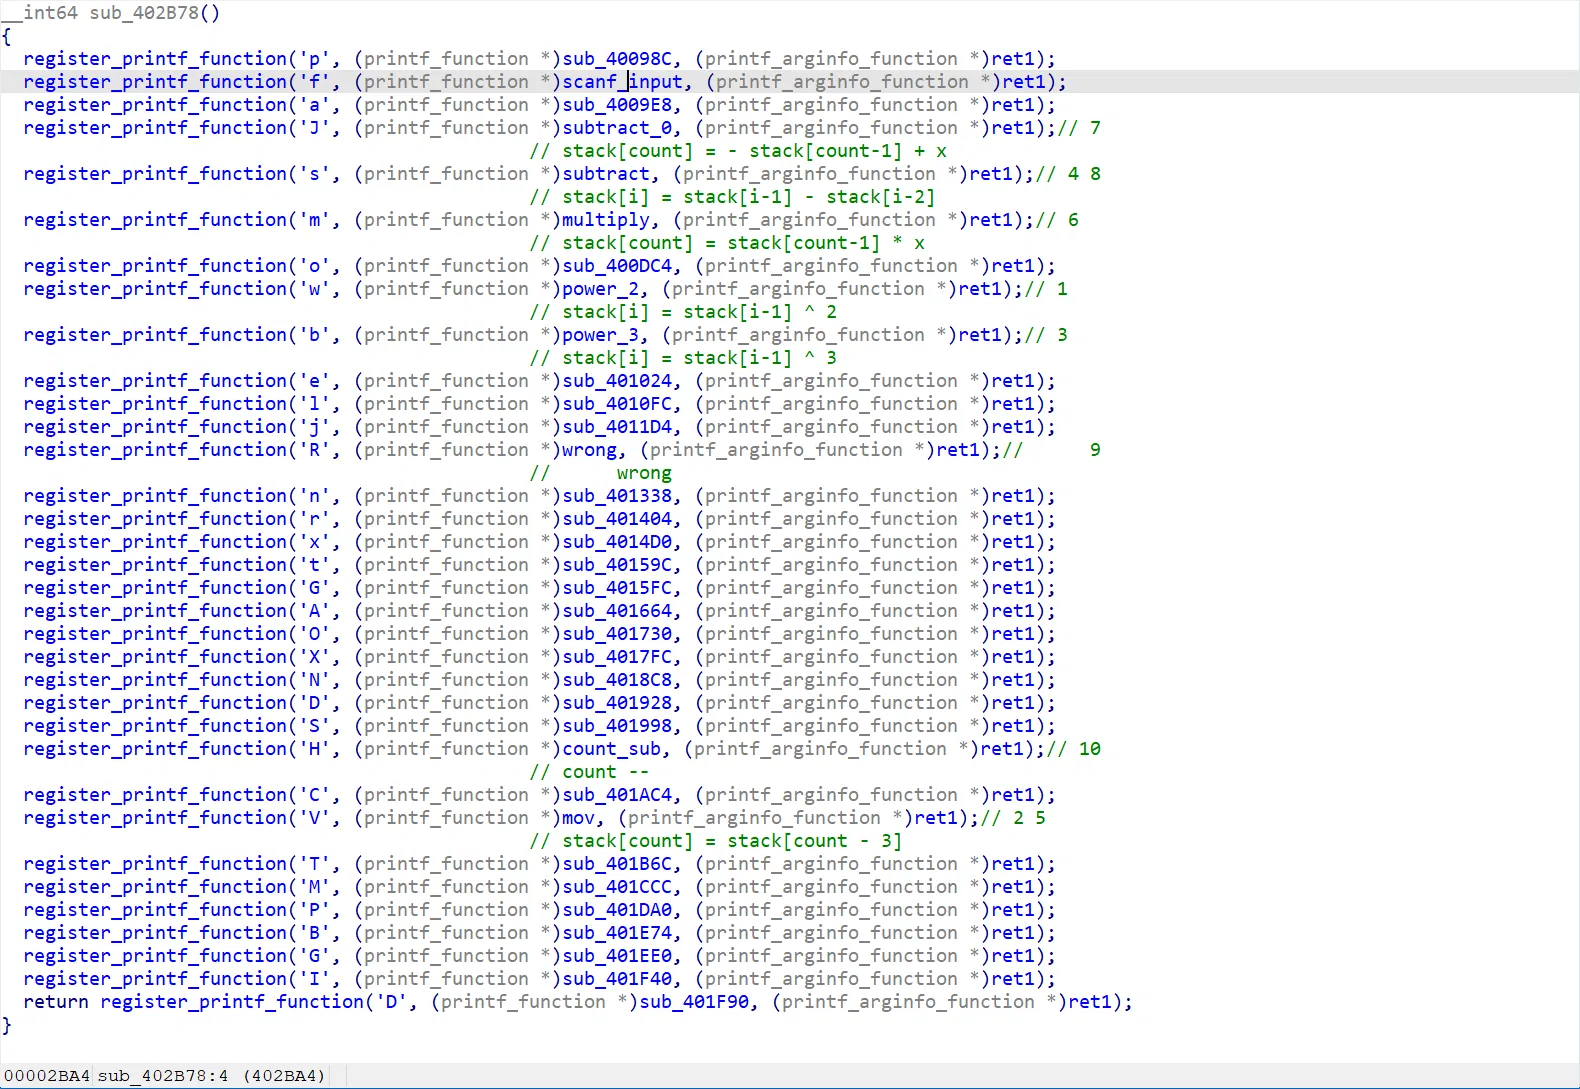 __int64 sub_402B78()
{
  register_printf_function('p', (printf_function *)sub_40098C, (printf_arginfo_function *)ret1);
  register_printf_function('f', (printf_function *)scanf_input, (printf_arginfo_function *)ret1);
  register_printf_function('a', (printf_function *)sub_4009E8, (printf_arginfo_function *)ret1);
  register_printf_function('J', (printf_function *)subtract_0, (printf_arginfo_function *)ret1);// 7
// stack[count] = - stack[count-1] + x
  register_printf_function('s', (printf_function *)subtract, (printf_arginfo_function *)ret1);// 4 8
// stack[i] = stack[i-1] - stack[i-2]
  register_printf_function('m', (printf_function *)multiply, (printf_arginfo_function *)ret1);// 6
// stack[count] = stack[count-1] * x
  register_printf_function('o', (printf_function *)sub_400DC4, (printf_arginfo_function *)ret1);
  register_printf_function('w', (printf_function *)power_2, (printf_arginfo_function *)ret1);// 1
// stack[i] = stack[i-1] ^ 2
  register_printf_function('b', (printf_function *)power_3, (printf_arginfo_function *)ret1);// 3
// stack[i] = stack[i-1] ^ 3
  register_printf_function('e', (printf_function *)sub_401024, (printf_arginfo_function *)ret1);
  register_printf_function('l', (printf_function *)sub_4010FC, (printf_arginfo_function *)ret1);
  register_printf_function('j', (printf_function *)sub_4011D4, (printf_arginfo_function *)ret1);
  register_printf_function('R', (printf_function *)wrong, (printf_arginfo_function *)ret1);//      9
//      wrong
  register_printf_function('n', (printf_function *)sub_401338, (printf_arginfo_function *)ret1);
  register_printf_function('r', (printf_function *)sub_401404, (printf_arginfo_function *)ret1);
  register_printf_function('x', (printf_function *)sub_4014D0, (printf_arginfo_function *)ret1);
  register_printf_function('t', (printf_function *)sub_40159C, (printf_arginfo_function *)ret1);
  register_printf_function('G', (printf_function *)sub_4015FC, (printf_arginfo_function *)ret1);
  register_printf_function('A', (printf_function *)sub_401664, (printf_arginfo_function *)ret1);
  register_printf_function('O', (printf_function *)sub_401730, (printf_arginfo_function *)ret1);
  register_printf_function('X', (printf_function *)sub_4017FC, (printf_arginfo_function *)ret1);
  register_printf_function('N', (printf_function *)sub_4018C8, (printf_arginfo_function *)ret1);
  register_printf_function('D', (printf_function *)sub_401928, (printf_arginfo_function *)ret1);
  register_printf_function('S', (printf_function *)sub_401998, (printf_arginfo_function *)ret1);
  register_printf_function('H', (printf_function *)count_sub, (printf_arginfo_function *)ret1);// 10
// count --
  register_printf_function('C', (printf_function *)sub_401AC4, (printf_arginfo_function *)ret1);
  register_printf_function('V', (printf_function *)mov, (printf_arginfo_function *)ret1);// 2 5
// stack[count] = stack[count - 3]
  register_printf_function('T', (printf_function *)sub_401B6C, (printf_arginfo_function *)ret1);
  register_printf_function('M', (printf_function *)sub_401CCC, (printf_arginfo_function *)ret1);
  register_printf_function('P', (printf_function *)sub_401DA0, (printf_arginfo_function *)ret1);
  register_printf_function('B', (printf_function *)sub_401E74, (printf_arginfo_function *)ret1);
  register_printf_function('G', (printf_function *)sub_401EE0, (printf_arginfo_function *)ret1);
  register_printf_function('I', (printf_function *)sub_401F40, (printf_arginfo_function *)ret1);
  return register_printf_function('D', (printf_function *)sub_401F90, (printf_arginfo_function *)ret1);
}
00002BA4 sub_402B78:4 (402BA4)